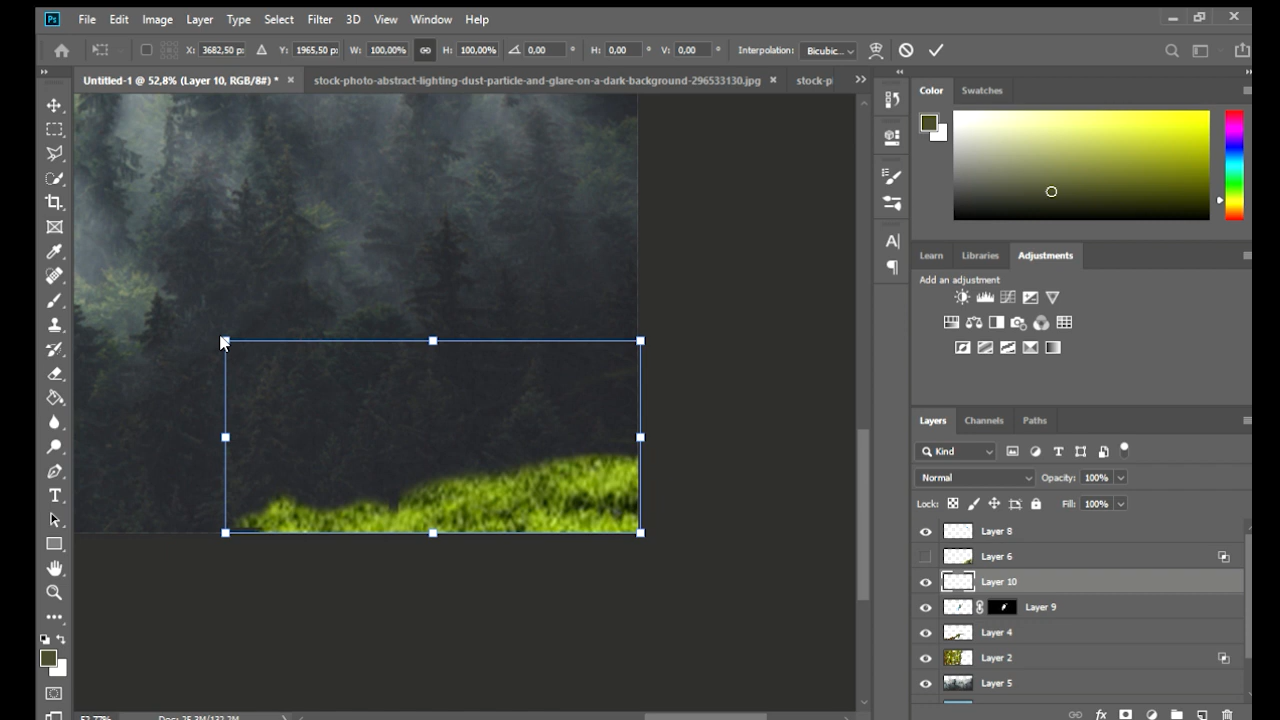 Ps File Edit Image Layer Type Select Filter 3D View Window Help
X: 3682,50 px Y: 1965,50 px W: 100,00% H: 100,00% 0,00 ° H: 0,00 ° V: 0,00 ° Interpolation: Bicubic...
Untitled-1 @ 52,8% (Layer 10, RGB/8#) * × stock-photo-abstract-lighting-dust-particle-and-glare-on-a-dark-background-296533130.jpg × stock-p
Color Swatches
Learn Libraries Adjustments
Add an adjustment
Layers Channels Paths
Kind
Normal Opacity: 100%
Lock: Fill: 100%
Layer 8
Layer 6
Layer 10
Layer 9
Layer 4
Layer 2
Layer 5
fx